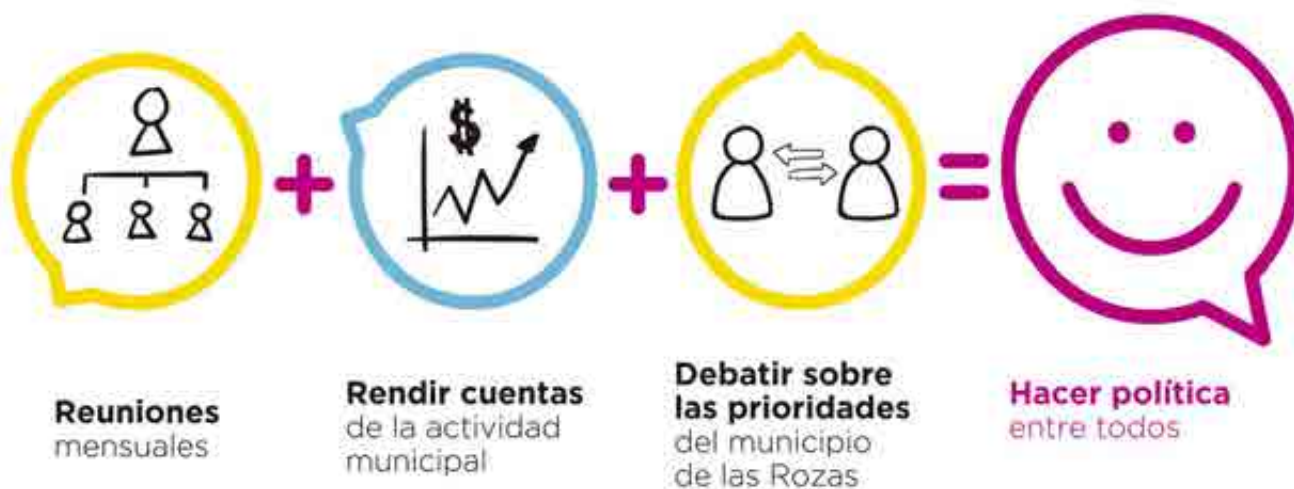 Reuniones
mensuales
Rendir cuentas
de la actividad
municipal
Debatir sobre
las prioridades
del municipio
de las Rozas
Hacer política
entre todos